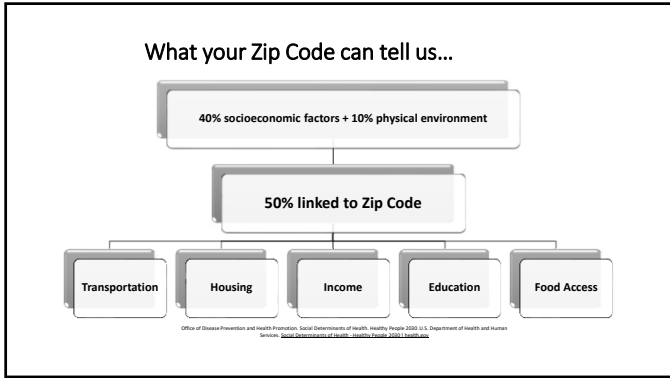 What your Zip Code can tell us...
40% socioeconomic factors + 10% physical environment
50% linked to Zip Code
Transportation
Housing
Income
Education
Food Access
Office of Disease Prevention and Health Promotion. Social Determinants of Health. Healthy People 2030. U.S. Department of Health and Human
Services. Social Determinants of Health - Healthy People 2030 | health.gov